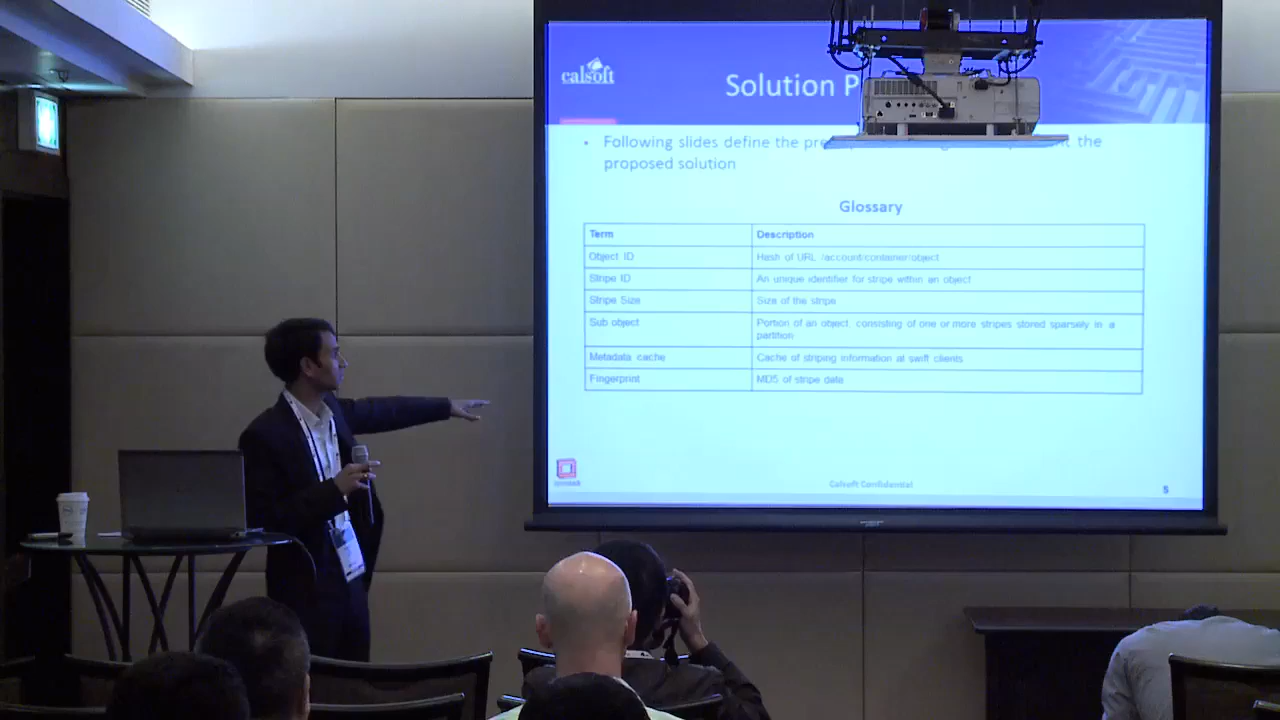 calsoft
Solution P
• Following slides define the pre the
proposed solution
Glossary
Term Description
Object ID Hash of URL /account/container/object
Stripe ID An unique identifier for stripe within an object
Stripe Size Size of the stripe
Sub object Portion of an object, consisting of one or more stripes stored sparsely in a
partition
Metadata cache Cache of striping information at swift clients
Fingerprint MD5 of stripe data
Calsoft Confidential
5